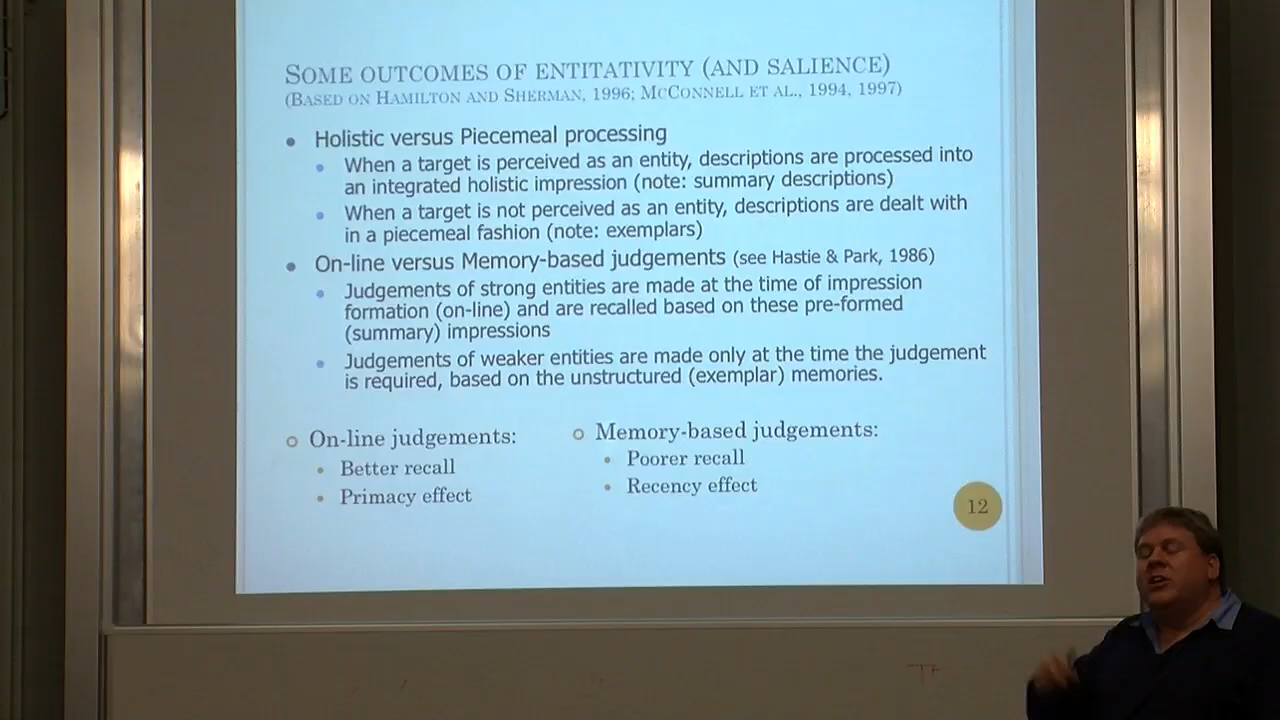 SOME OUTCOMES OF ENTITATIVITY (AND SALIENCE)
(BASED ON HAMILTON AND SHERMAN, 1996; MCCONNELL ET AL., 1994, 1997)
• Holistic versus Piecemeal processing
• When a target is perceived as an entity, descriptions are processed into
an integrated holistic impression (note: summary descriptions)
• When a target is not perceived as an entity, descriptions are dealt with
in a piecemeal fashion (note: exemplars)
• On-line versus Memory-based judgements (see Hastie & Park, 1986)
• Judgements of strong entities are made at the time of impression
formation (on-line) and are recalled based on these pre-formed
(summary) impressions
• Judgements of weaker entities are made only at the time the judgement
is required, based on the unstructured (exemplar) memories.
On-line judgements:
• Better recall
• Primacy effect
Memory-based judgements:
• Poorer recall
• Recency effect
12